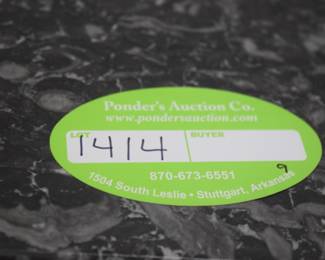 Ponder's Auction Co.
www.pondersauction.com
LOT BUYER
1414
870-673-6551
9
1504 South Leslie • Stuttgart, Arkansas